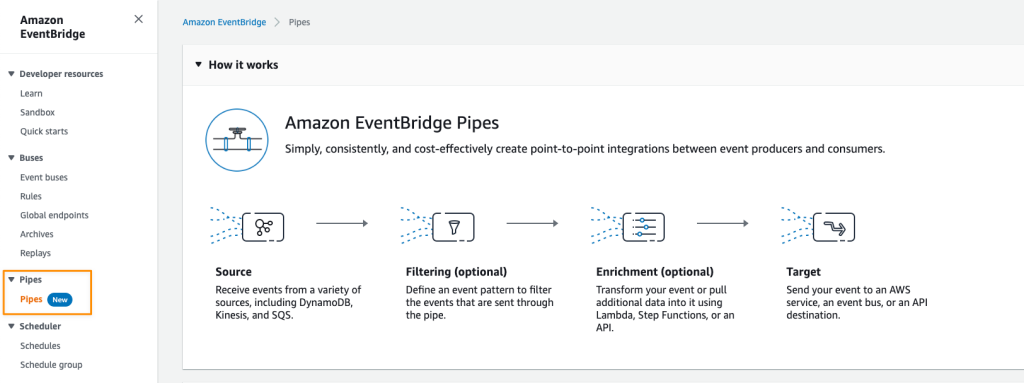 Amazon
EventBridge
Developer resources
Learn
Sandbox
Quick starts
Buses
Event buses
Rules
Global endpoints
Archives
Replays
Pipes
Pipes New
Scheduler
Schedules
Schedule group
Amazon EventBridge > Pipes
How it works
Amazon EventBridge Pipes
Simply, consistently, and cost-effectively create point-to-point integrations between event producers and consumers.
Source
Receive events from a variety of
sources, including DynamoDB,
Kinesis, and SQS.
Filtering (optional)
Define an event pattern to filter
the events that are sent through
the pipe.
Enrichment (optional)
Transform your event or pull
additional data into it using
Lambda, Step Functions, or an
API.
Target
Send your event to an AWS
service, an event bus, or an API
destination.